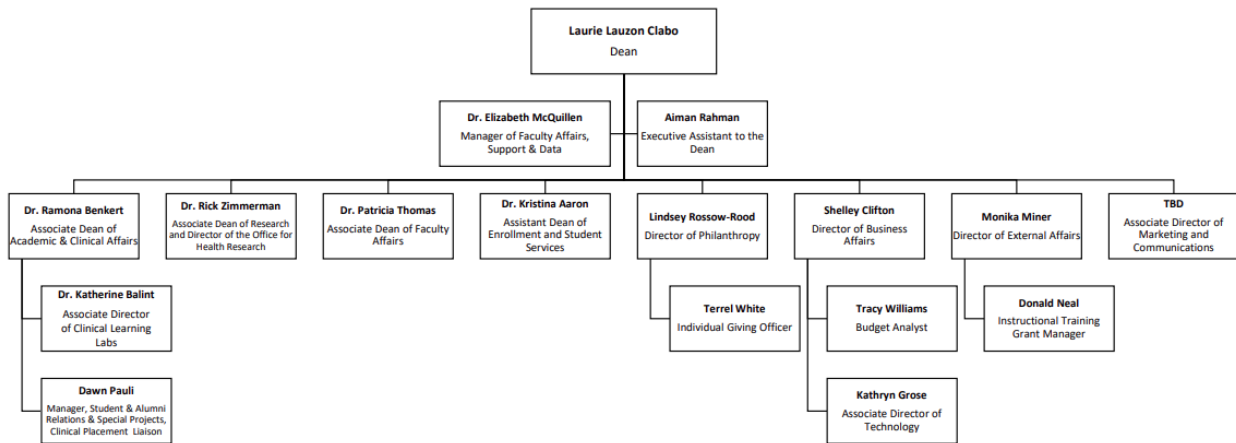 Laurie Lauzon Clabo
Dean
Dr. Elizabeth McQuillen
Manager of Faculty Affairs,
Support & Data
Aiman Rahman
Executive Assistant to the
Dean
Dr. Ramona Benkert
Associate Dean of
Academic & Clinical Affairs
Dr. Rick Zimmerman
Associate Dean of Research
and Director of the Office for
Health Research
Dr. Patricia Thomas
Associate Dean of Faculty
Affairs
Dr. Kristina Aaron
Assistant Dean of
Enrollment and Student
Services
Lindsey Rossow-Rood
Director of Philanthropy
Shelley Clifton
Director of Business
Affairs
Monika Miner
Director of External Affairs
TBD
Associate Director of
Marketing and
Communications
Dr. Katherine Balint
Associate Director
of Clinical Learning
Labs
Terrel White
Individual Giving Officer
Tracy Williams
Budget Analyst
Donald Neal
Instructional Training
Grant Manager
Dawn Pauli
Manager, Student & Alumni
Relations & Special Projects,
Clinical Placement Liaison
Kathryn Grose
Associate Director of
Technology